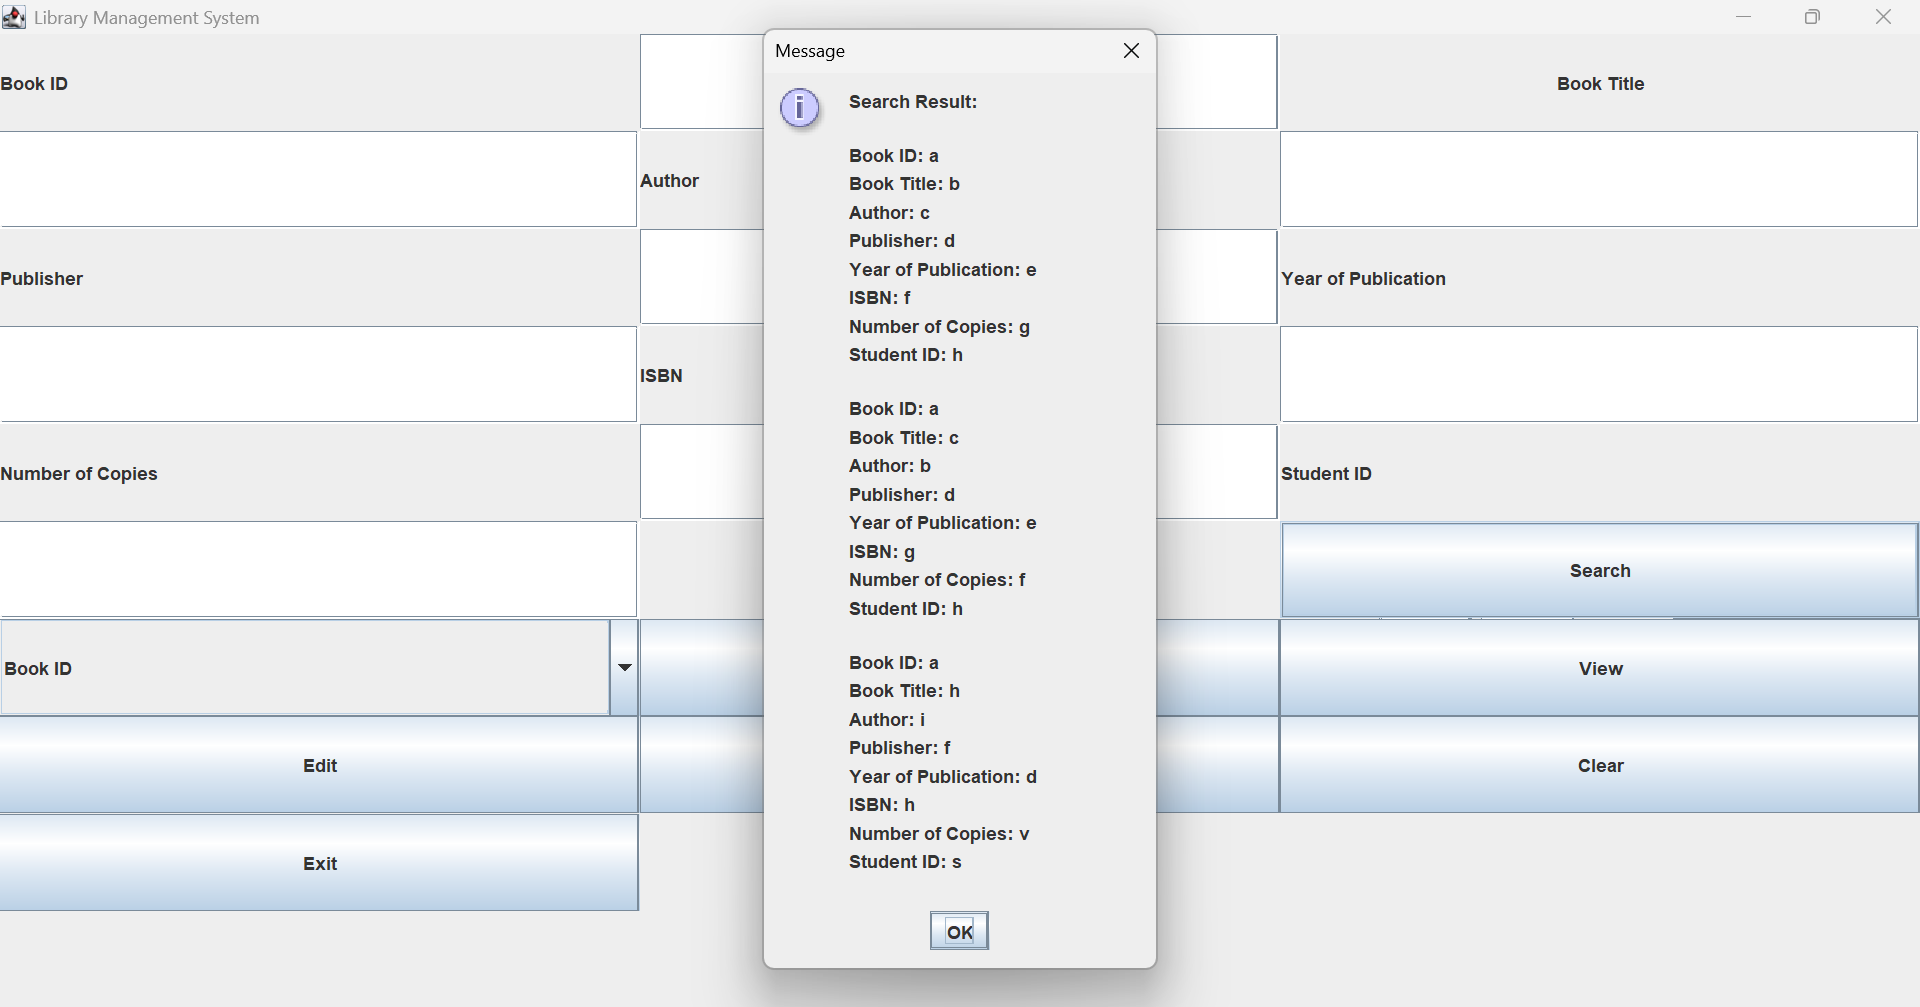 Library Management System
Book ID
Book Title
Author
Publisher
Year of Publication
ISBN
Number of Copies
Student ID
Search
Book ID
View
Edit
Clear
Exit
Message
Search Result:
Book ID: a
Book Title: b
Author: c
Publisher: d
Year of Publication: e
ISBN: f
Number of Copies: g
Student ID: h
Book ID: a
Book Title: c
Author: b
Publisher: d
Year of Publication: e
ISBN: g
Number of Copies: f
Student ID: h
Book ID: a
Book Title: h
Author: i
Publisher: f
Year of Publication: d
ISBN: h
Number of Copies: v
Student ID: s
OK